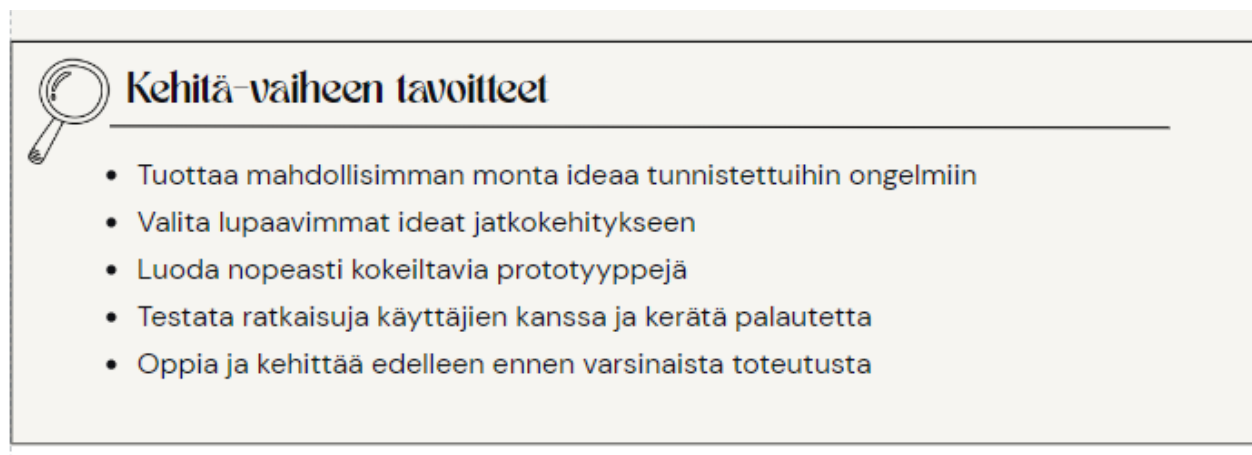 Kehitä-vaiheen tavoitteet
• Tuottaa mahdollisimman monta ideaa tunnistettuihin ongelmiin
• Valita lupaavimmat ideat jatkokehitykseen
• Luoda nopeasti kokeiltavia prototyyppejä
• Testata ratkaisuja käyttäjien kanssa ja kerätä palautetta
• Oppia ja kehittää edelleen ennen varsinaista toteutusta